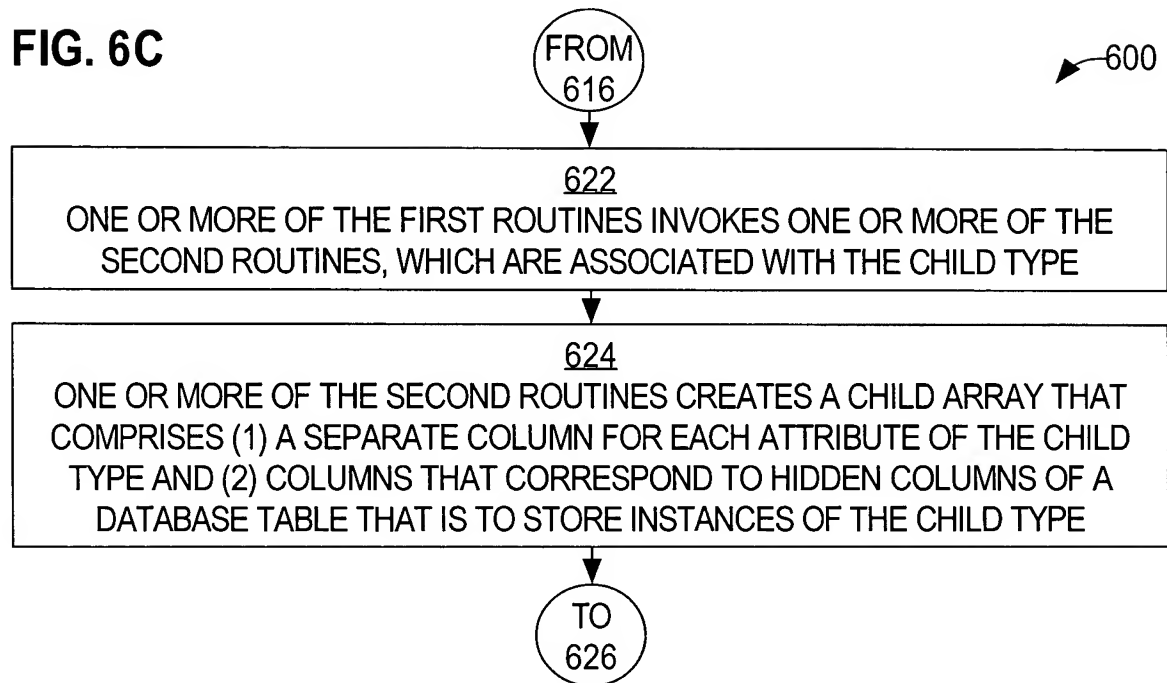 FIG. 6C
FROM
616
600
622
ONE OR MORE OF THE FIRST ROUTINES INVOKES ONE OR MORE OF THE
SECOND ROUTINES, WHICH ARE ASSOCIATED WITH THE CHILD TYPE
624
ONE OR MORE OF THE SECOND ROUTINES CREATES A CHILD ARRAY THAT
COMPRISES (1) A SEPARATE COLUMN FOR EACH ATTRIBUTE OF THE CHILD
TYPE AND (2) COLUMNS THAT CORRESPOND TO HIDDEN COLUMNS OF A
DATABASE TABLE THAT IS TO STORE INSTANCES OF THE CHILD TYPE
TO
626